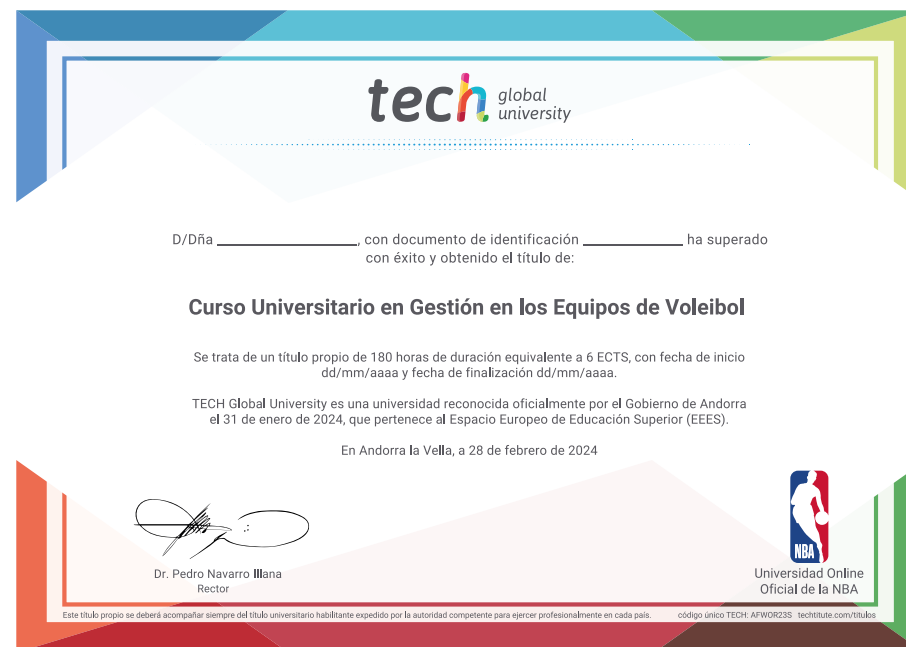 tech global
university
D/Dña ______________, con documento de identificación __________ ha superado
con éxito y obtenido el título de:
Curso Universitario en Gestión en los Equipos de Voleibol
Se trata de un título propio de 180 horas de duración equivalente a 6 ECTS, con fecha de inicio
dd/mm/aaaa y fecha de finalización dd/mm/aaaa.
TECH Global University es una universidad reconocida oficialmente por el Gobierno de Andorra
el 31 de enero de 2024, que pertenece al Espacio Europeo de Educación Superior (EEES).
En Andorra la Vella, a 28 de febrero de 2024
NBA
Dr. Pedro Navarro Illana
Rector
Universidad Online
Oficial de la NBA
Este título propio se deberá acompañar siempre del título universitario habilitante expedido por la autoridad competente para ejercer profesionalmente en cada país.
código único TECH: AFWOR23S techtitute.com/titulos